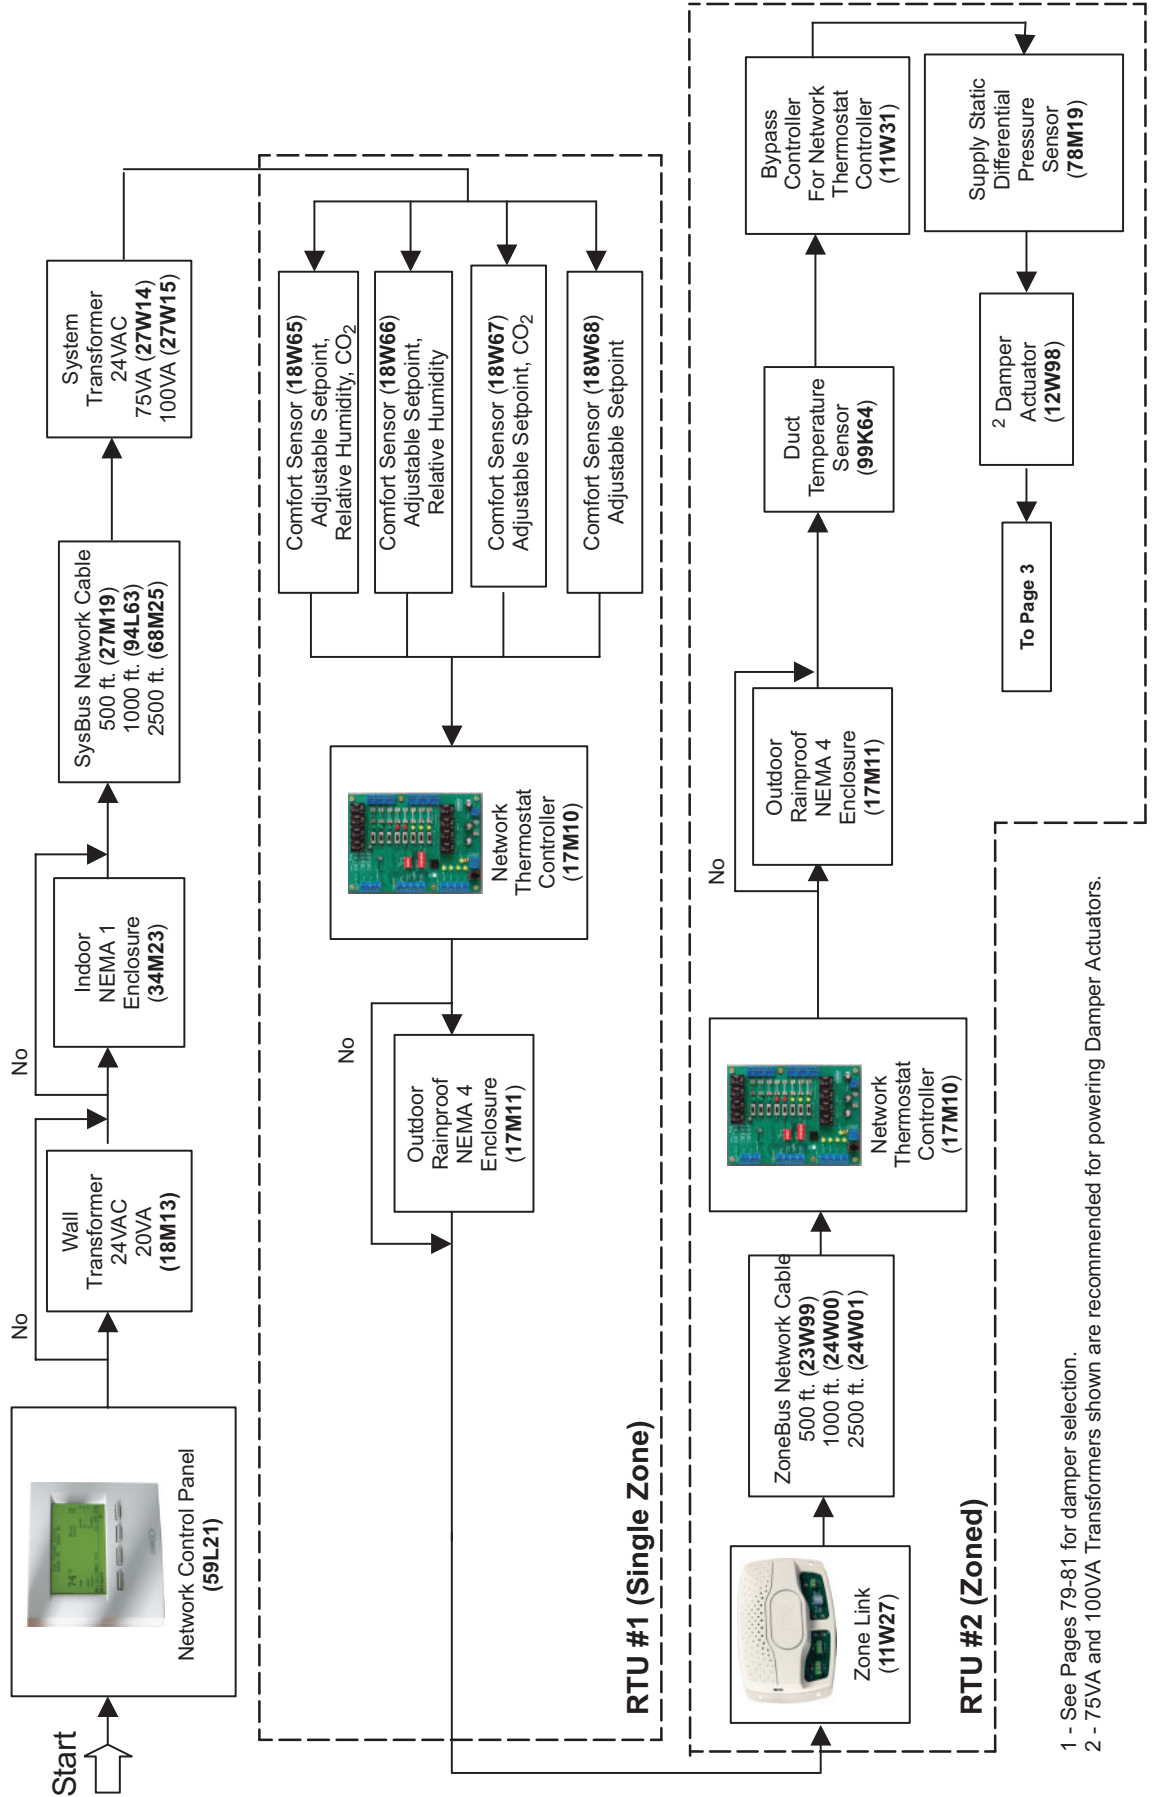 Start
Network Control Panel
(59L21)
No
Wall
Transformer
24VAC
20VA
(18M13)
No
Indoor
NEMA 1
Enclosure
(34M23)
SysBus Network Cable
500 ft. (27M19)
1000 ft. (94L63)
2500 ft. (68M25)
System
Transformer
24VAC
75VA (27W14)
100VA (27W15)
RTU #1 (Single Zone)
Comfort Sensor (18W65)
Adjustable Setpoint,
Relative Humidity, CO2
Comfort Sensor (18W66)
Adjustable Setpoint,
Relative Humidity
Comfort Sensor (18W67)
Adjustable Setpoint, CO2
Comfort Sensor (18W68)
Adjustable Setpoint
Network
Thermostat
Controller
(17M10)
No
Outdoor
Rainproof
NEMA 4
Enclosure
(17M11)
RTU #2 (Zoned)
Zone Link
(11W27)
ZoneBus Network Cable
500 ft. (23W99)
1000 ft. (24W00)
2500 ft. (24W01)
Network
Thermostat
Controller
(17M10)
No
Outdoor
Rainproof
NEMA 4
Enclosure
(17M11)
Duct
Temperature
Sensor
(99K64)
Bypass
Controller
For Network
Thermostat
Controller
(11W31)
Supply Static
Differential
Pressure
Sensor
(78M19)
2 Damper
Actuator
(12W98)
To Page 3
1 - See Pages 79-81 for damper selection.
2 - 75VA and 100VA Transformers shown are recommended for powering Damper Actuators.